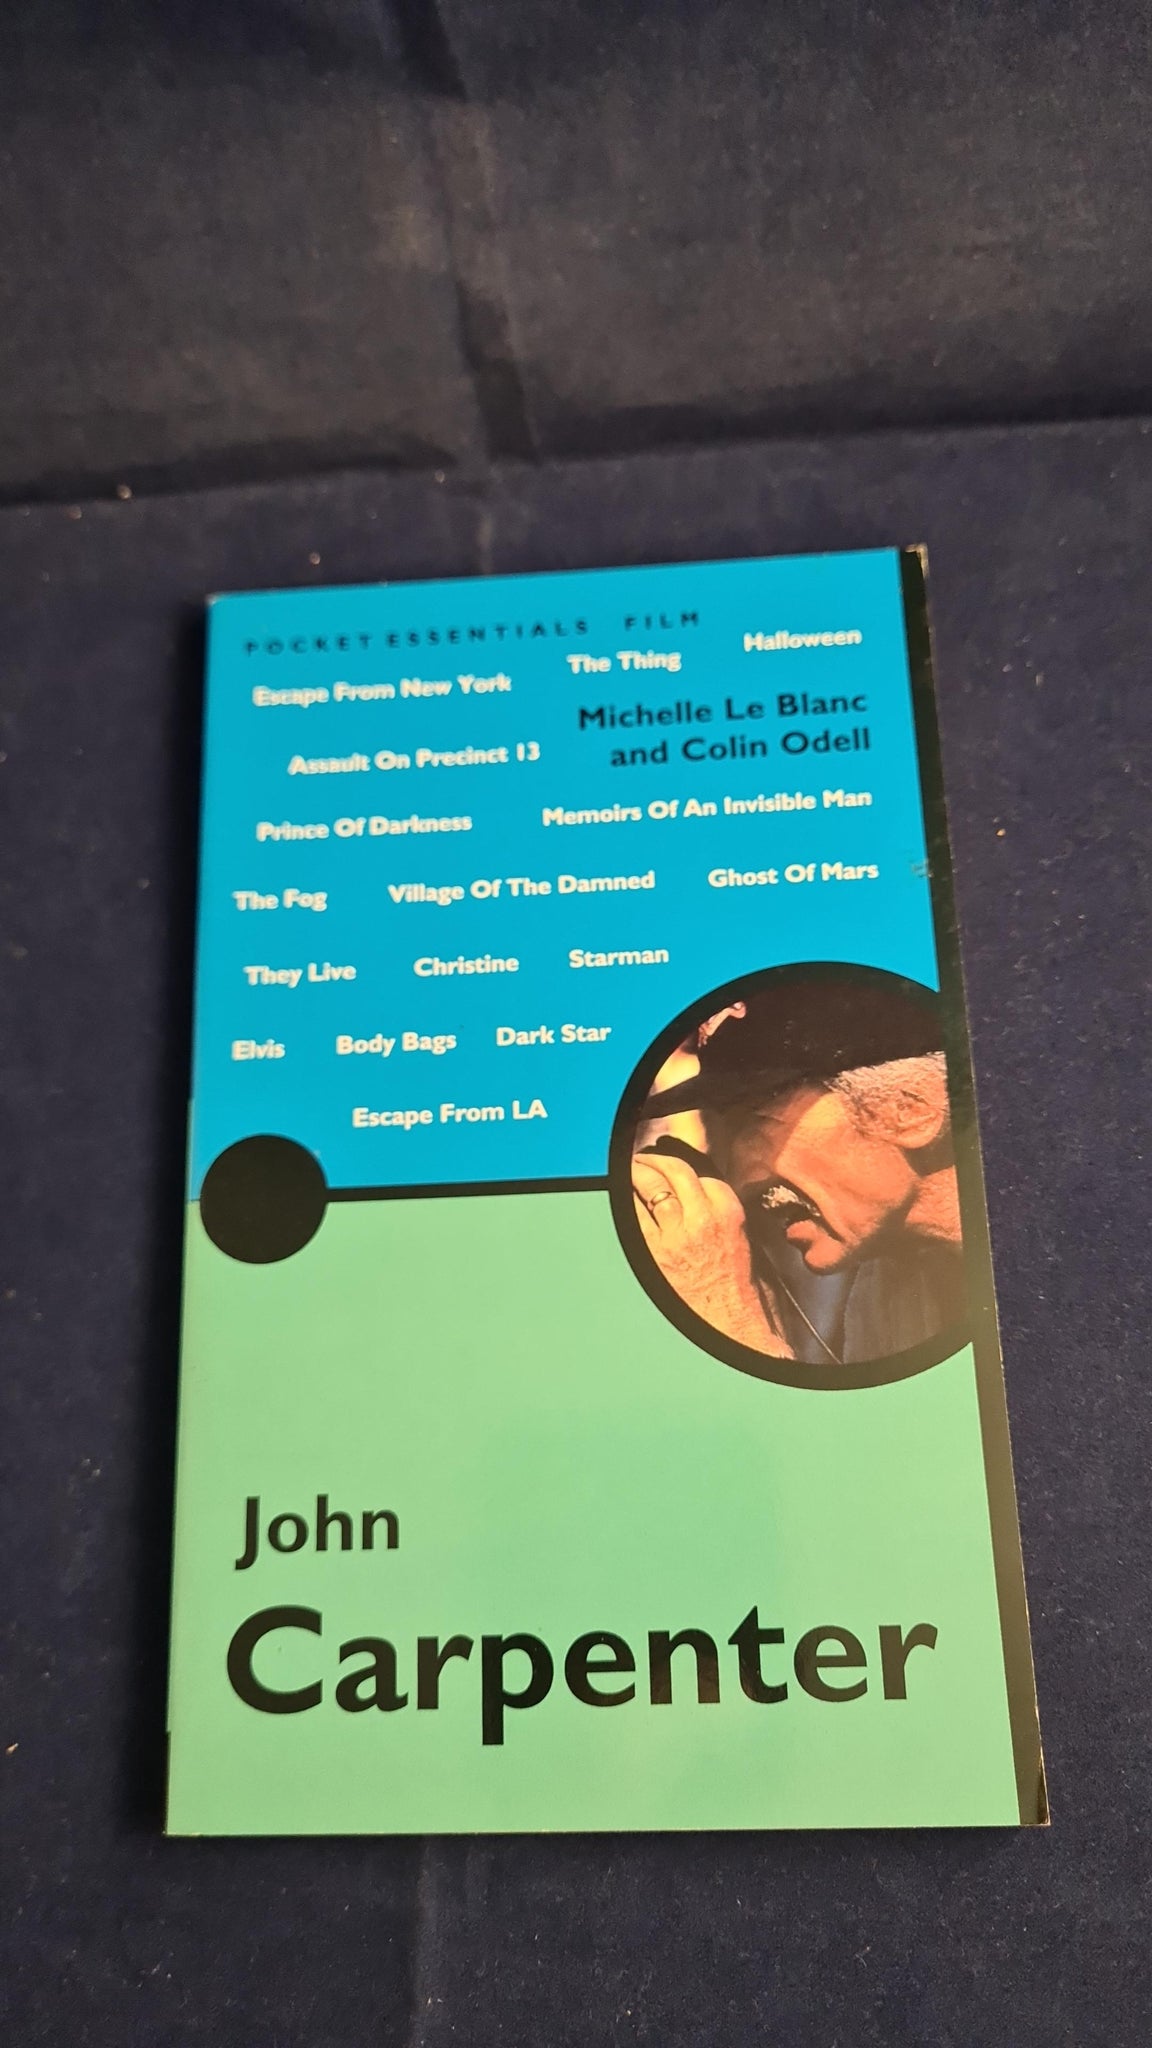 POCKET ESSENTIALS FILM
Escape From New York The Thing Halloween
Michelle Le Blanc
and Colin Odell
Assault On Precinct 13
Prince Of Darkness Memoirs Of An Invisible Man
The Fog Village Of The Damned Ghost Of Mars
They Live Christine Starman
Elvis Body Bags Dark Star
Escape From LA
John
Carpenter